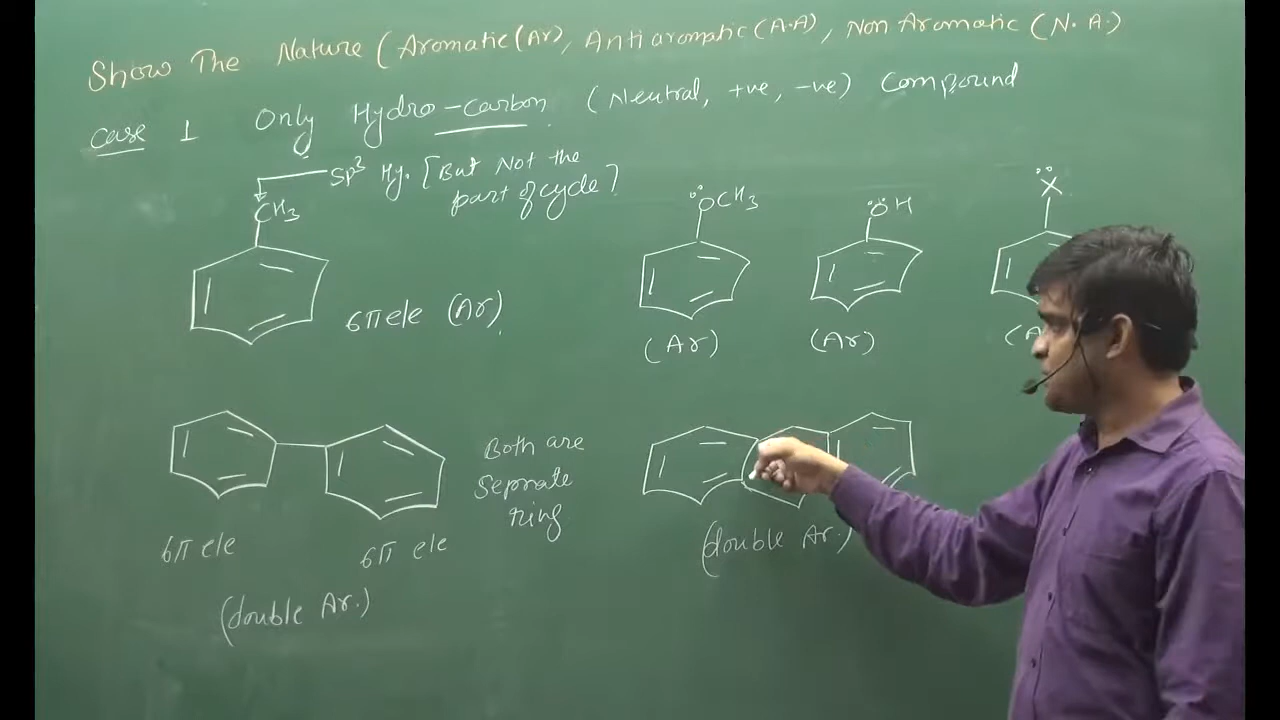 Show The Nature (Aromatic(Ar), Antiaromatic(A.A), Non Aromatic (N.A.)
Case 1 Only Hydro-carbon (Neutral, +ve, -ve) Compound
Sp3 Hy. [But Not the
part of cycle]
CH3
6π ele (Ar).
OCH3
(Ar)
OH
(Ar)
X
(A
Both are
Seprate
ring
6π ele
6π ele
(double Ar.)
(double Ar.)